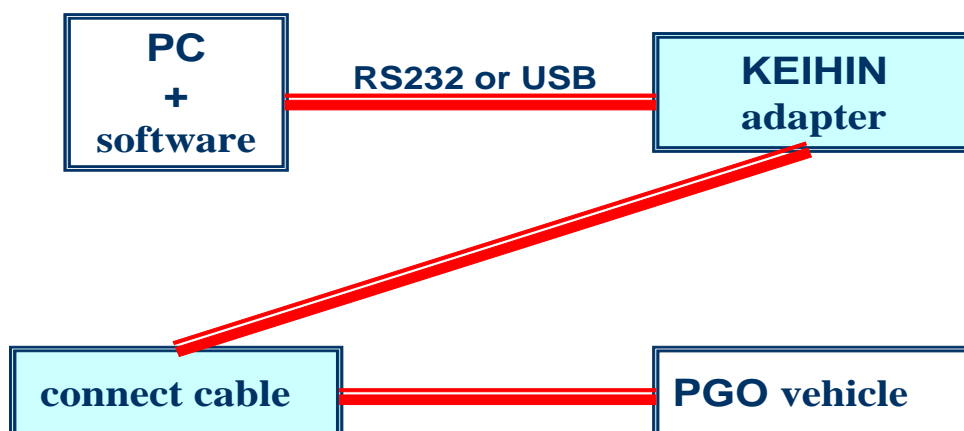 PC
+
software
RS232 or USB
KEIHIN
adapter
connect cable
PGO vehicle